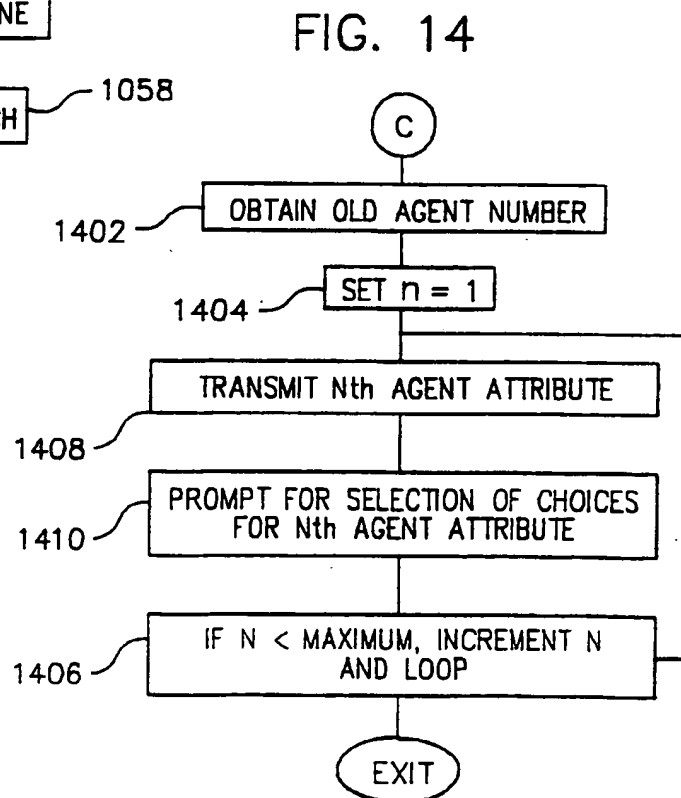 NE
FIG. 14
1058
H
C
OBTAIN OLD AGENT NUMBER
1402
SET n = 1
1404
TRANSMIT Nth AGENT ATTRIBUTE
1408
PROMPT FOR SELECTION OF CHOICES
FOR Nth AGENT ATTRIBUTE
1410
IF N < MAXIMUM, INCREMENT N
AND LOOP
1406
EXIT